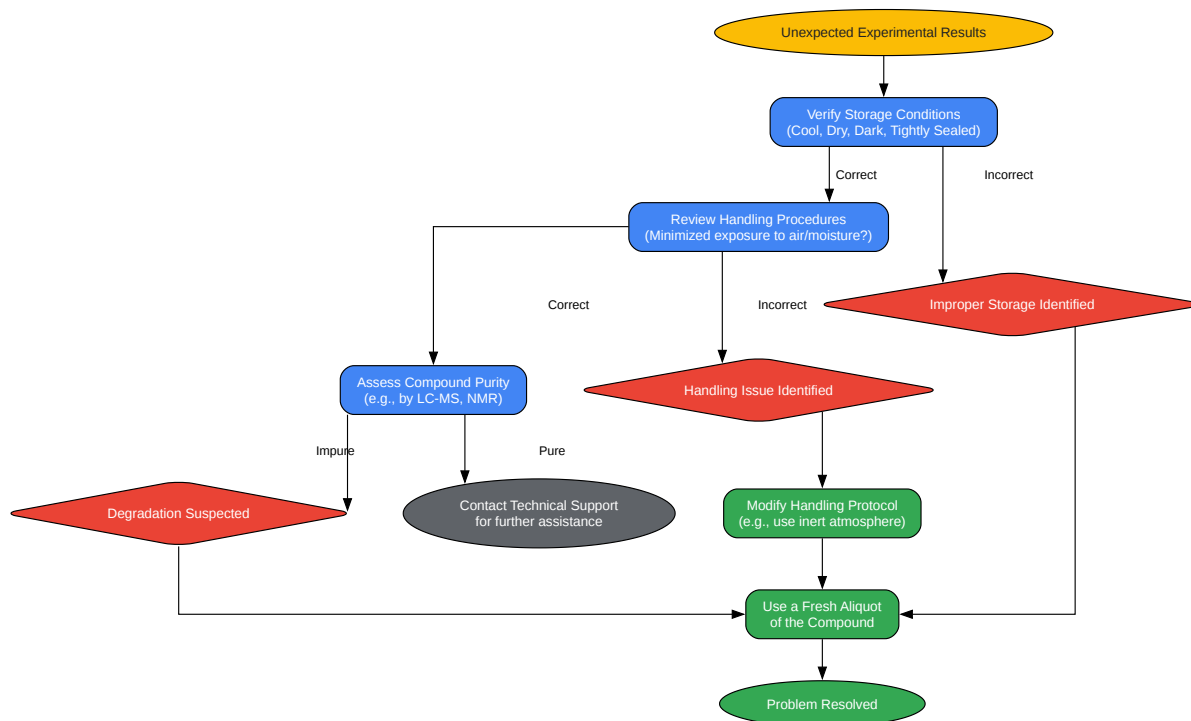 Unexpected Experimental Results
Verify Storage Conditions
(Cool, Dry, Dark, Tightly Sealed)
Correct
Incorrect
Review Handling Procedures
(Minimized exposure to air/moisture?)
Improper Storage Identified
Correct
Incorrect
Assess Compound Purity
(e.g., by LC-MS, NMR)
Handling Issue Identified
Impure
Pure
Degradation Suspected
Contact Technical Support
for further assistance
Modify Handling Protocol
(e.g., use inert atmosphere)
Use a Fresh Aliquot
of the Compound
Problem Resolved